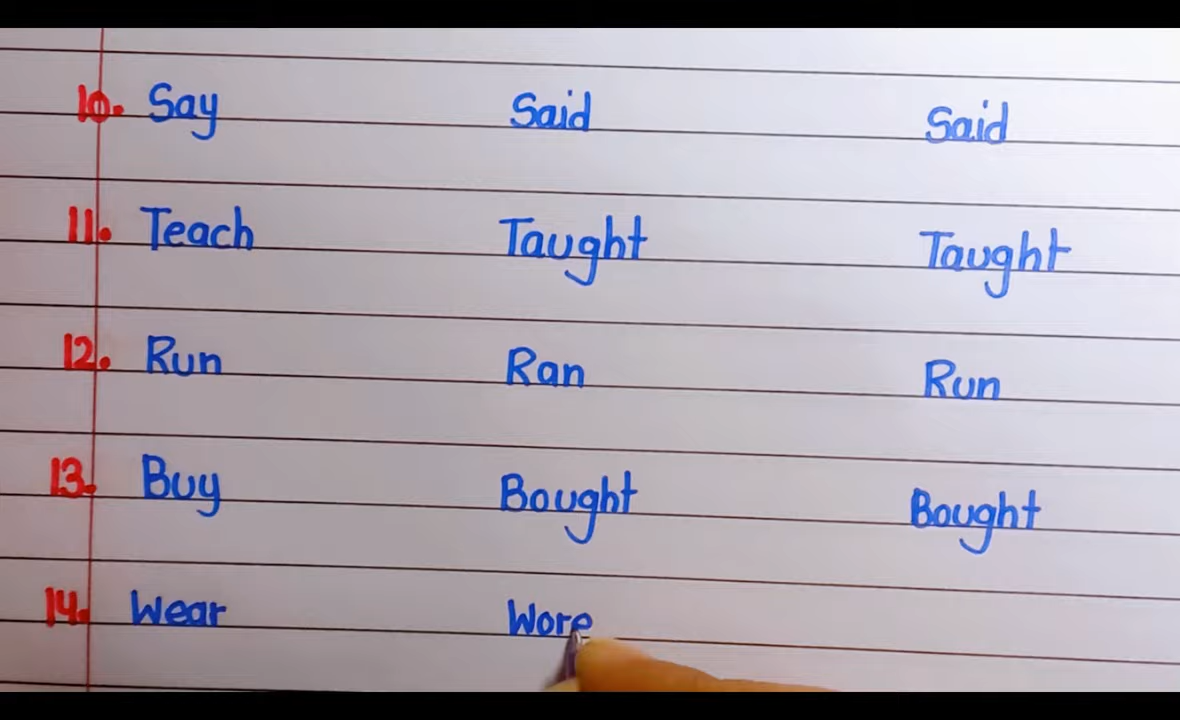 10. Say Said Said
11. Teach Taught Taught
12. Run Ran Run
13. Buy Bought Bought
14. Wear Wore